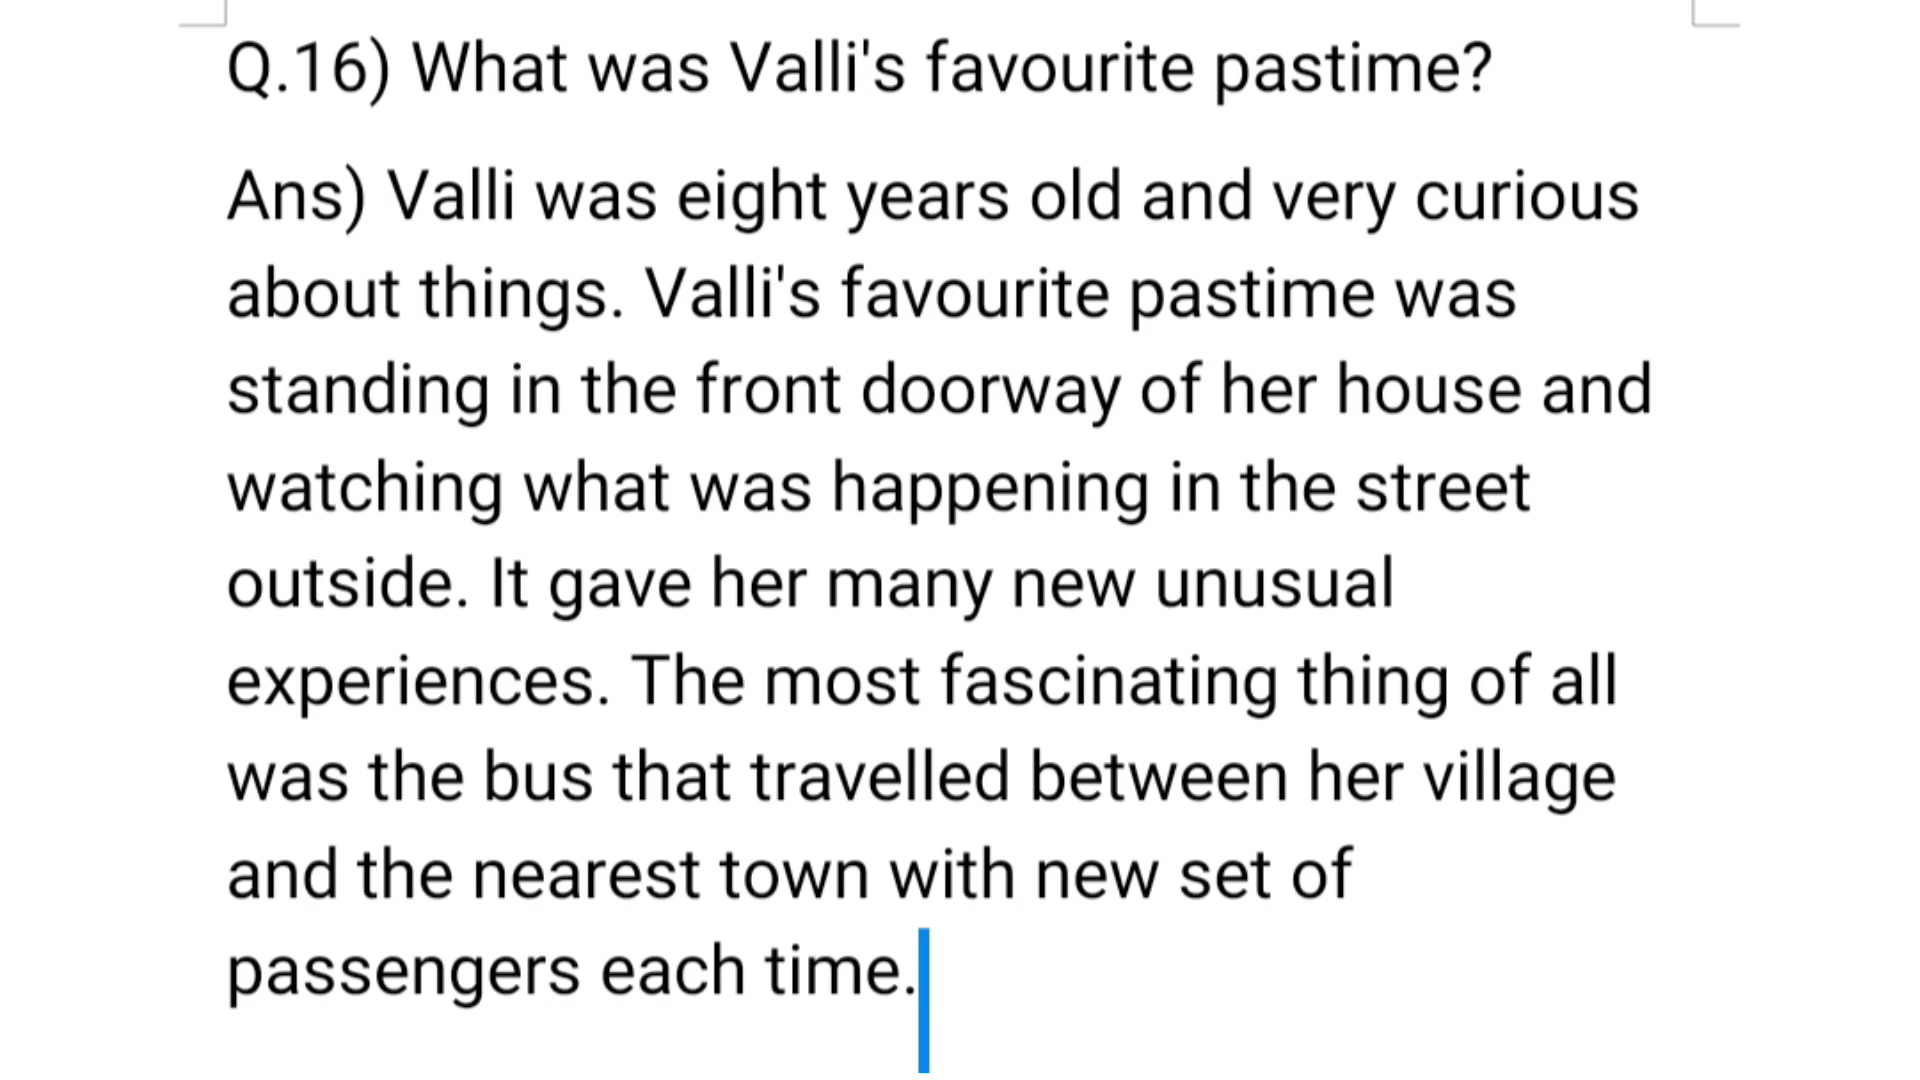 Q.16) What was Valli's favourite pastime?
Ans) Valli was eight years old and very curious
about things. Valli's favourite pastime was
standing in the front doorway of her house and
watching what was happening in the street
outside. It gave her many new unusual
experiences. The most fascinating thing of all
was the bus that travelled between her village
and the nearest town with new set of
passengers each time.